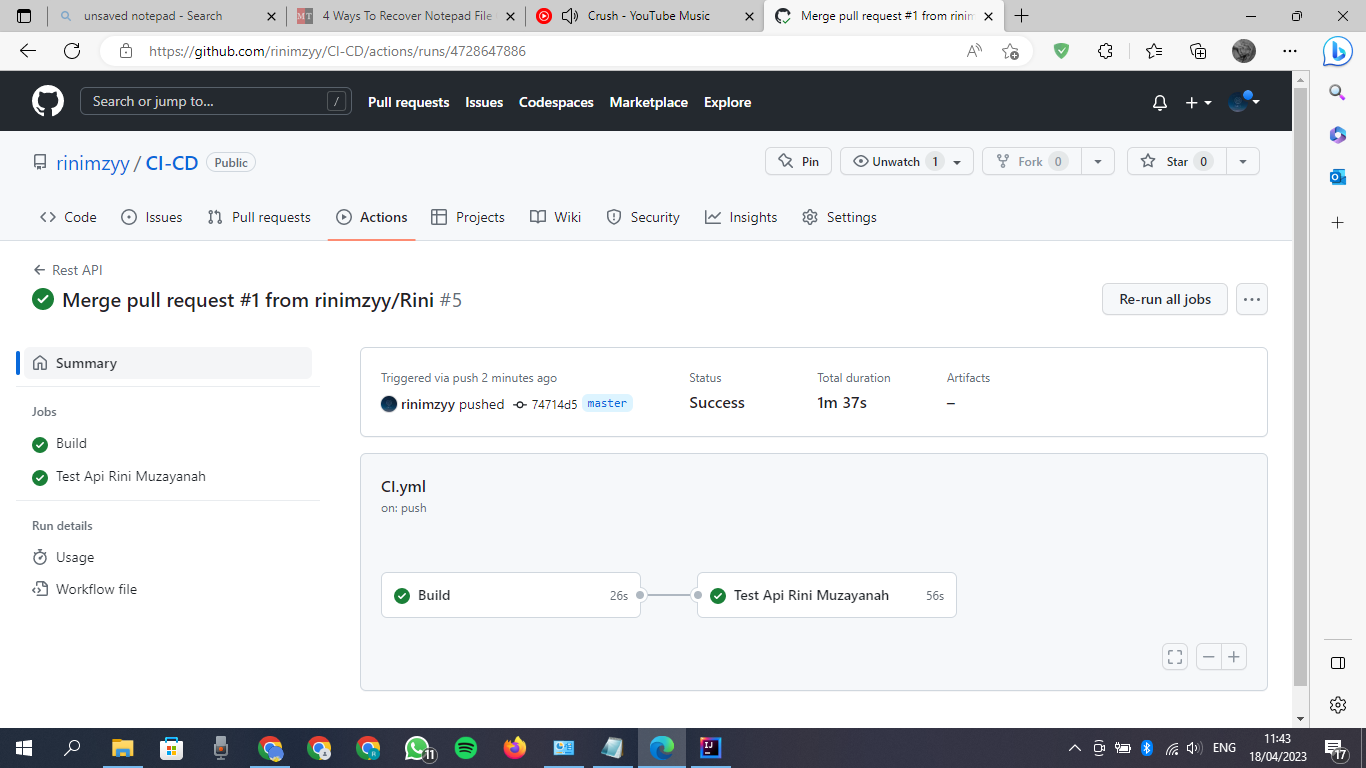 unsaved notepad - Search
MT 4 Ways To Recover Notepad File
Crush - YouTube Music
Merge pull request #1 from rinim
https://github.com/rinimzyy/CI-CD/actions/runs/4728647886
Search or jump to... /
Pull requests Issues Codespaces Marketplace Explore
rinimzyy / CI-CD Public
Pin Unwatch 1 Fork 0 Star 0
Code Issues Pull requests Actions Projects Wiki Security Insights Settings
Rest API
Merge pull request #1 from rinimzyy/Rini #5
Re-run all jobs
Summary
Jobs
Build
Test Api Rini Muzayanah
Run details
Usage
Workflow file
Triggered via push 2 minutes ago
rinimzyy pushed 74714d5 master
Status
Success
Total duration
1m 37s
Artifacts
–
CI.yml
on: push
Build 26s
Test Api Rini Muzayanah 56s
11
ENG
11:43
18/04/2023
17